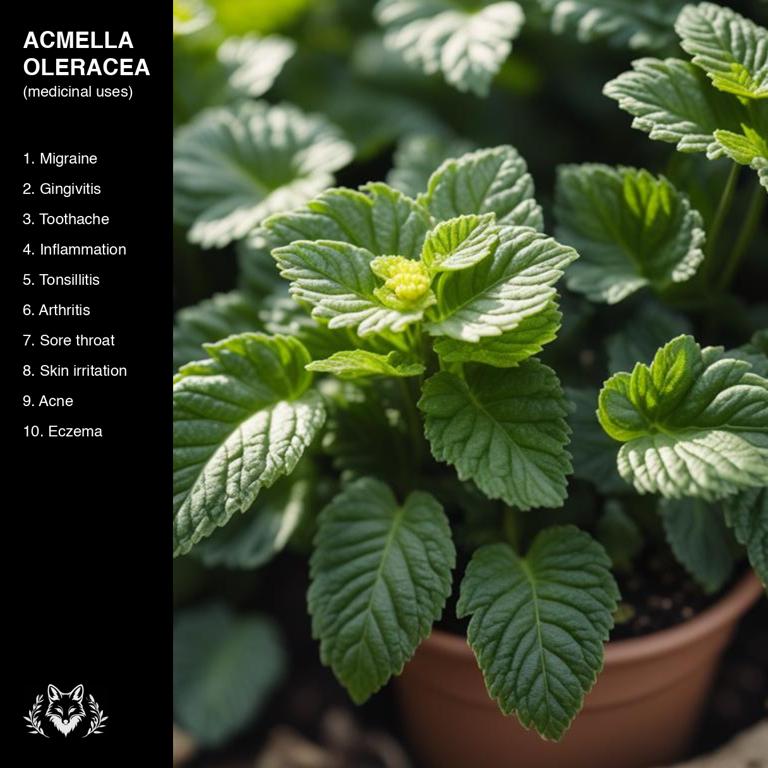 ACMELLA
OLERACEA
(medicinal uses)
1. Migraine
2. Gingivitis
3. Toothache
4. Inflammation
5. Tonsillitis
6. Arthritis
7. Sore throat
8. Skin irritation
9. Acne
10. Eczema